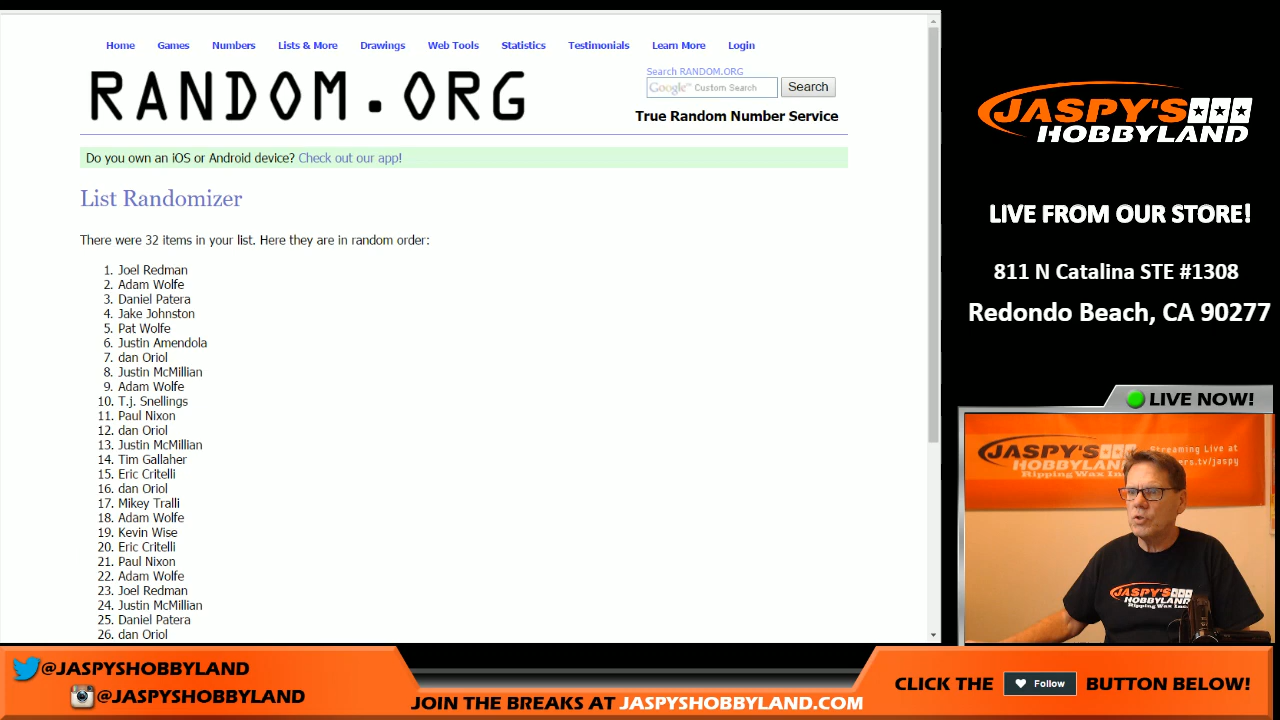 Home Games Numbers Lists & More Drawings Web Tools Statistics Testimonials Learn More Login
RANDOM.ORG
Search RANDOM.ORG
Google™ Custom Search
Search
True Random Number Service
Do you own an iOS or Android device? Check out our app!
List Randomizer
There were 32 items in your list. Here they are in random order:
1. Joel Redman
2. Adam Wolfe
3. Daniel Patera
4. Jake Johnston
5. Pat Wolfe
6. Justin Amendola
7. dan Oriol
8. Justin McMillian
9. Adam Wolfe
10. T.j. Snellings
11. Paul Nixon
12. dan Oriol
13. Justin McMillian
14. Tim Gallaher
15. Eric Critelli
16. dan Oriol
17. Mikey Tralli
18. Adam Wolfe
19. Kevin Wise
20. Eric Critelli
21. Paul Nixon
22. Adam Wolfe
23. Joel Redman
24. Justin McMillian
25. Daniel Patera
26. dan Oriol
JASPY'S
HOBBYLAND
LIVE FROM OUR STORE!
811 N Catalina STE #1308
Redondo Beach, CA 90277
LIVE NOW!
JASPY'S
HOBBYLAND
Ripping Wax Inc
Streaming Live at
ers.tv/jaspy
JASPY'S
HOBBYLAND
Ripping Wax Inc
@JASPYSHOBBYLAND
@JASPYSHOBBYLAND
JOIN THE BREAKS AT JASPYSHOBBYLAND.COM
CLICK THE Follow BUTTON BELOW!